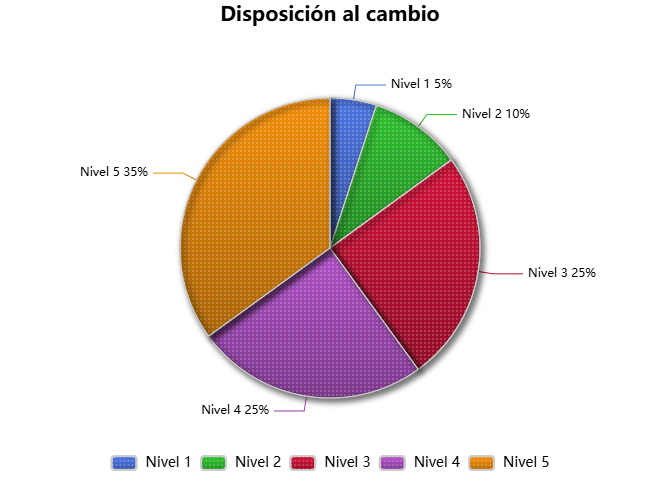 Disposición al cambio
Nivel 1 5%
Nivel 2 10%
Nivel 5 35%
Nivel 3 25%
Nivel 4 25%
Nivel 1 Nivel 2 Nivel 3 Nivel 4 Nivel 5